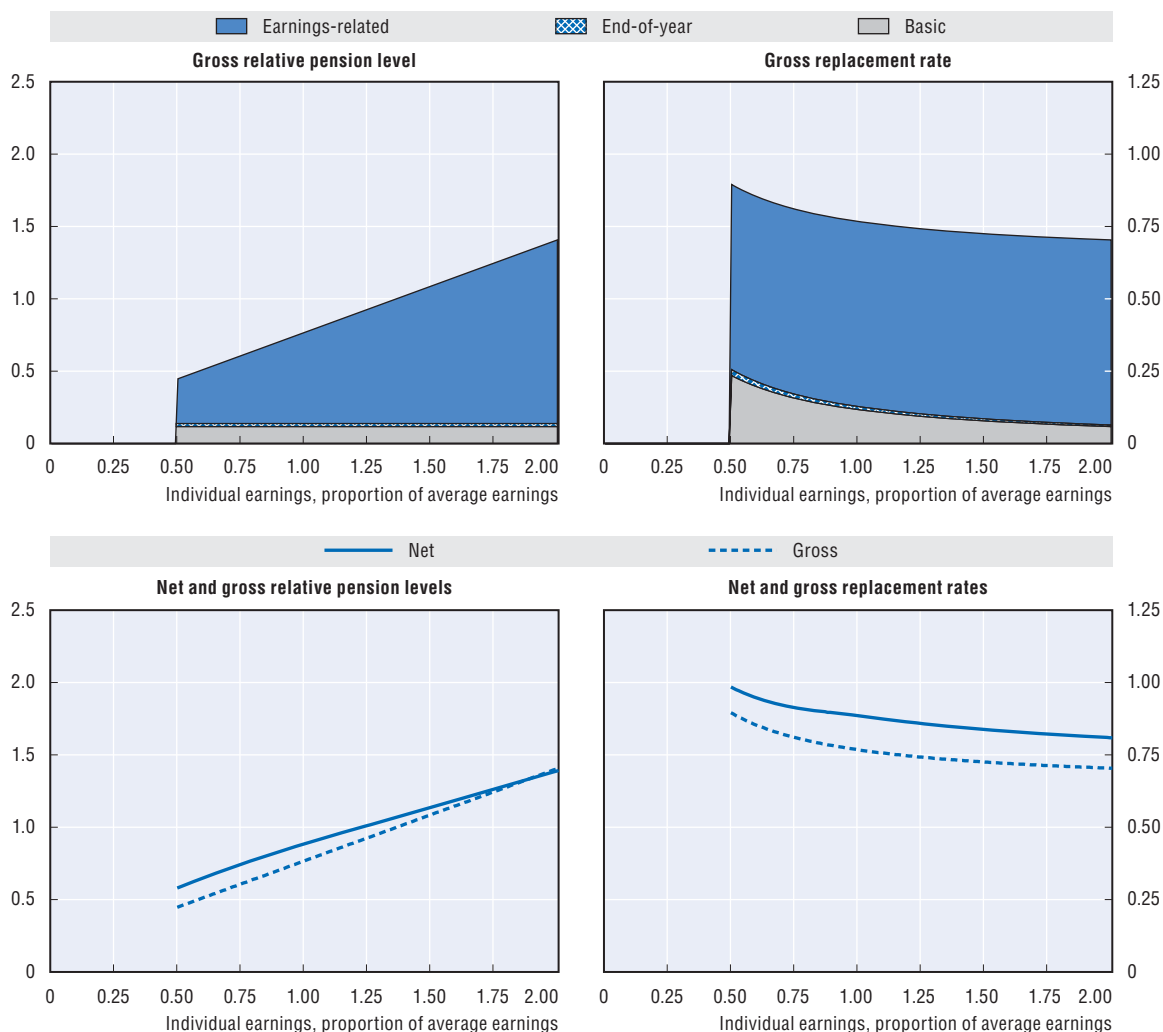 Earnings-related End-of-year Basic
Gross relative pension level
2.5
2.0
1.5
1.0
0.5
0
0 0.50 0.75 1.00 1.25 1.50 1.75 2.00
Individual earnings, proportion of average earnings
Gross replacement rate
1.25
1.00
0.75
0.50
0.25
0
0 0.50 0.75 1.00 1.25 1.50 1.75 2.00
Individual earnings, proportion of average earnings
Net Gross
Net and gross relative pension levels
2.5
2.0
1.5
1.0
0.5
0
0 0.25 0.50 0.75 1.00 1.25 1.50 1.75 2.00
Individual earnings, proportion of average earnings
Net and gross replacement rates
1.25
1.00
0.75
0.50
0.25
0
0 0.25 0.50 0.75 1.00 1.25 1.50 1.75 2.00
Individual earnings, proportion of average earnings